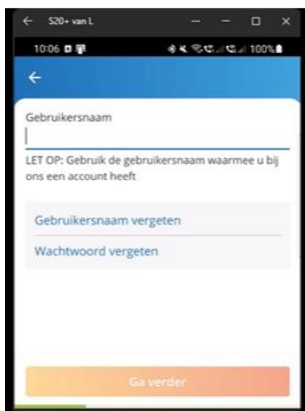 S20+ van L
10:06
100%
Gebruikersnaam
LET OP: Gebruik de gebruikersnaam waarmee u bij
ons een account heeft
Gebruikersnaam vergeten
Wachtwoord vergeten
Ga verder